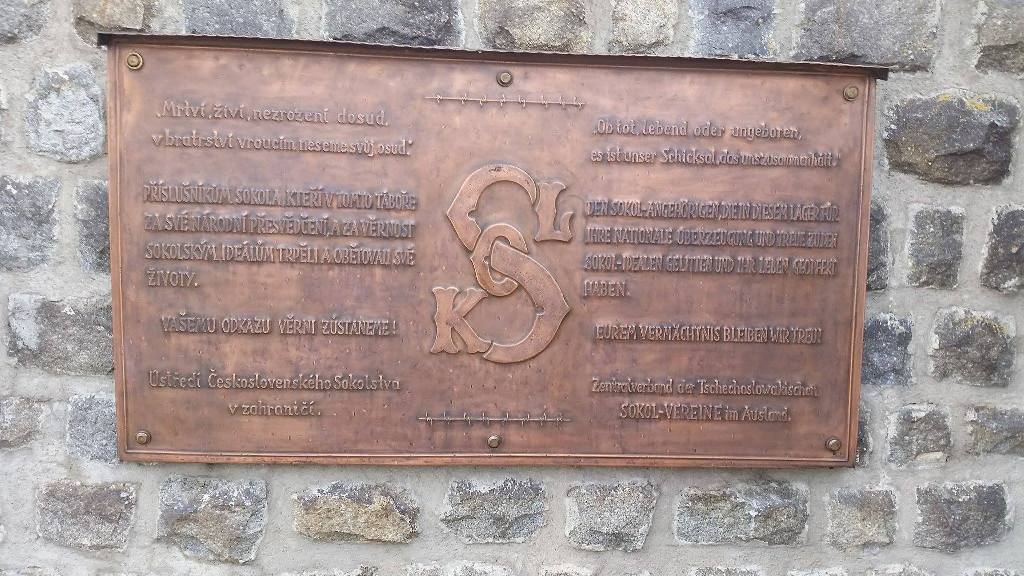 „Mrtví, živí, nezrození dosud,
v bratrství vroucím neseme svůj osud."
PŘÍSLUŠNÍKŮM SOKOLA, KTEŘÍ V TOMTO TÁBOŘE
ZA SVÉ NÁRODNÍ PŘESVĚDČENÍ, A ZA VĚRNOST
SOKOLSKÝM IDEÁLŮM TRPĚLI A OBĚTOVALI SVÉ
ŽIVOTY.
VAŠEMU ODKAZU VĚRNI ZŮSTANEME!
Ústředí Československého Sokolstva
v zahraničí.
SOKOL
„Ob tot, lebend oder ungeboren,
es ist unser Schicksal, das uns zusammenhält."
DEN SOKOL-ANGEHÖRIGEN, DIE IN DIESEM LAGER FÜR
IHRE NATIONALE ÜBERZEUGUNG UND TREUE ZU DEN
SOKOL-IDEALEN GELITTEN UND IHR LEBEN GEOPFERT
HABEN.
EUREM VERMÄCHTNIS BLEIBEN WIR TREU!
Zentralverband der Tschechoslowakischen
SOKOL-VEREINE im Ausland.